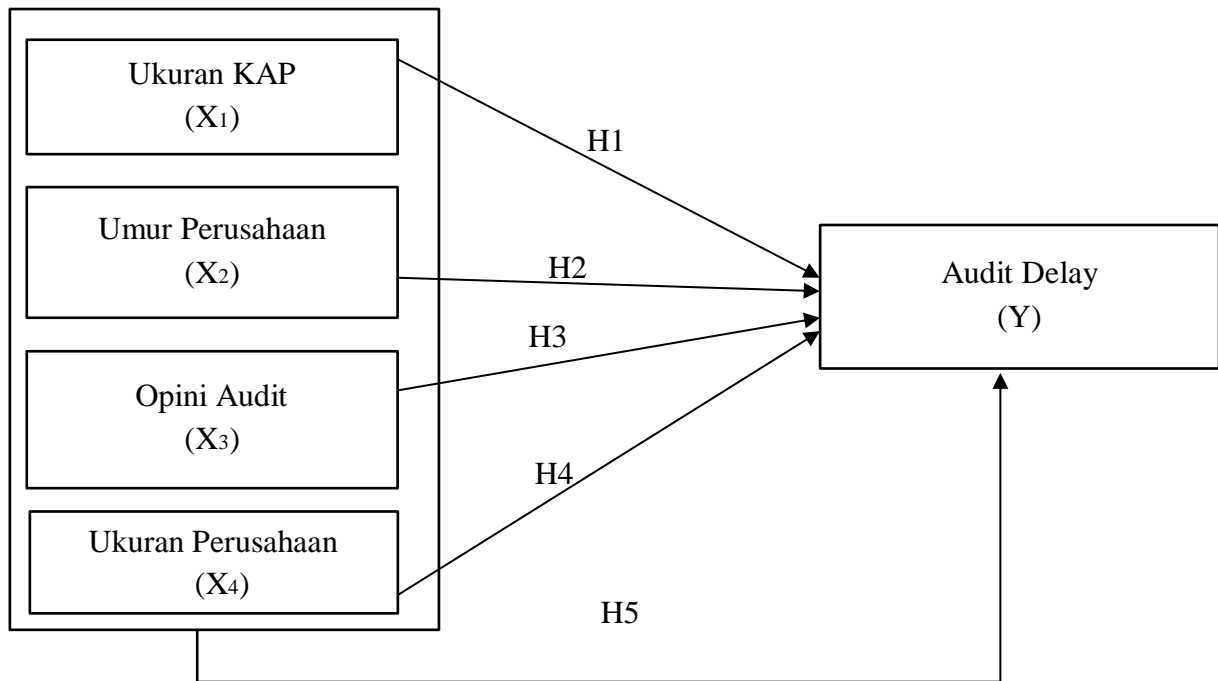 Ukuran KAP
(X1)
H1
Umur Perusahaan
(X2)
H2
Audit Delay
(Y)
H3
Opini Audit
(X3)
H4
Ukuran Perusahaan
(X4)
H5